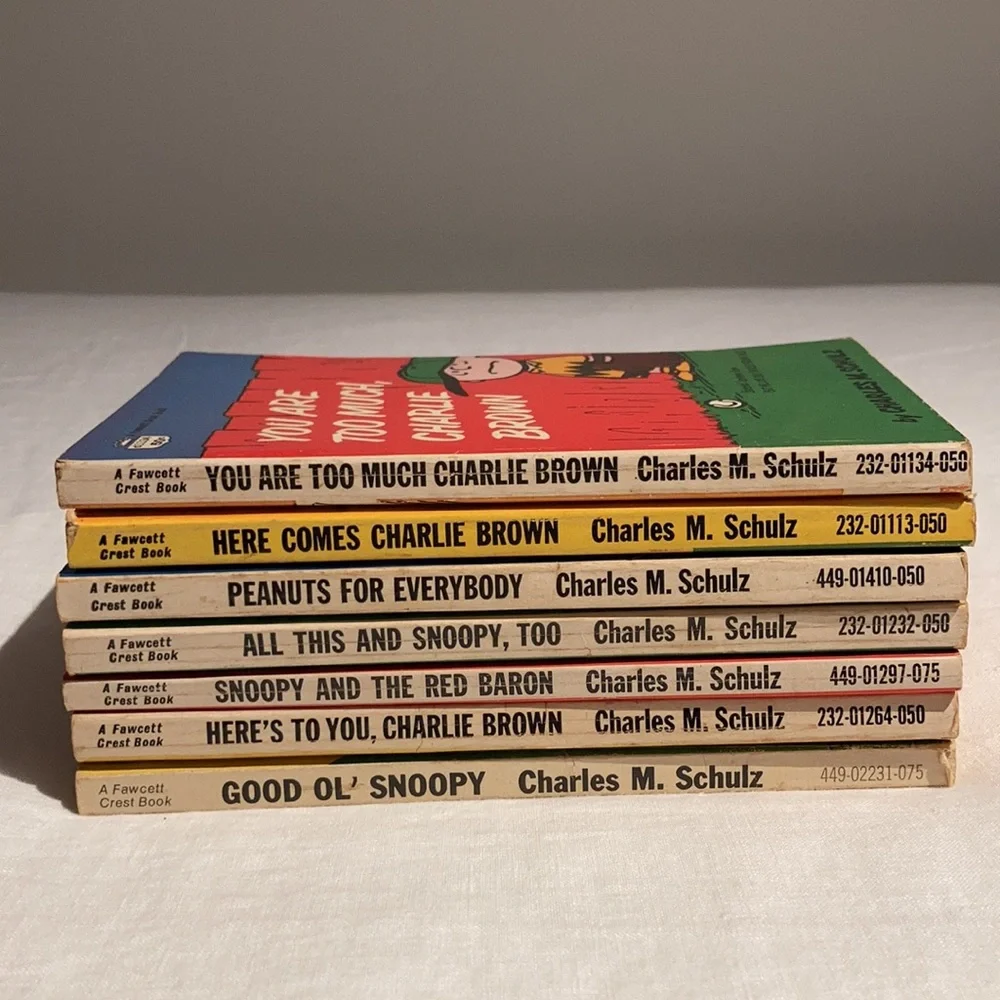 YOU ARE
TOO MUCH,
CHARLIE
BROWN
by CHARLES M. SCHULZ
A Fawcett
Crest Book
YOU ARE TOO MUCH CHARLIE BROWN Charles M. Schulz 232-01134-050
A Fawcett
Crest Book
HERE COMES CHARLIE BROWN Charles M. Schulz 232-01113-050
A Fawcett
Crest Book
PEANUTS FOR EVERYBODY Charles M. Schulz 449-01410-050
A Fawcett
Crest Book
ALL THIS AND SNOOPY, TOO Charles M. Schulz 232-01232-050
A Fawcett
Crest Book
SNOOPY AND THE RED BARON Charles M. Schulz 449-01297-075
A Fawcett
Crest Book
HERE'S TO YOU, CHARLIE BROWN Charles M. Schulz 232-01264-050
A Fawcett
Crest Book
GOOD OL' SNOOPY Charles M. Schulz 449-02231-075